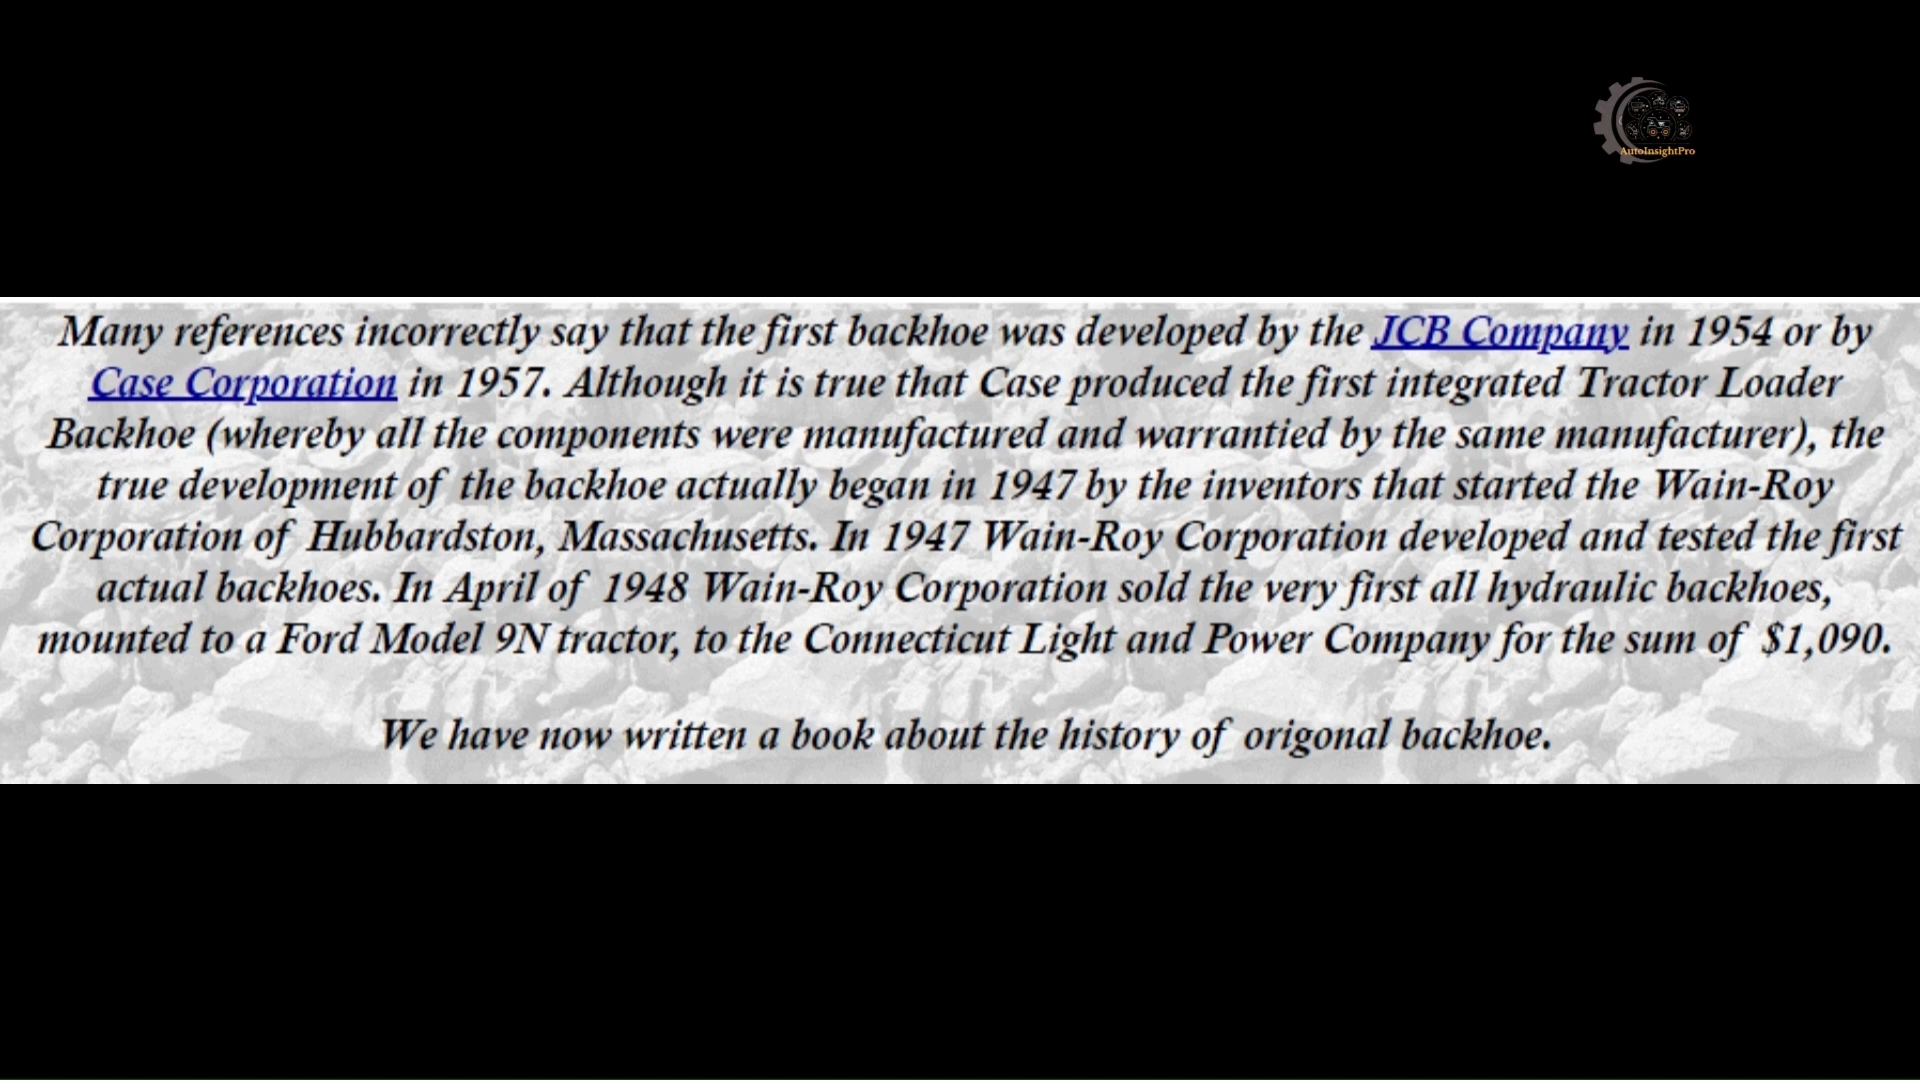 AutoInsightPro
Many references incorrectly say that the first backhoe was developed by the JCB Company in 1954 or by
Case Corporation in 1957. Although it is true that Case produced the first integrated Tractor Loader
Backhoe (whereby all the components were manufactured and warrantied by the same manufacturer), the
true development of the backhoe actually began in 1947 by the inventors that started the Wain-Roy
Corporation of Hubbardston, Massachusetts. In 1947 Wain-Roy Corporation developed and tested the first
actual backhoes. In April of 1948 Wain-Roy Corporation sold the very first all hydraulic backhoes,
mounted to a Ford Model 9N tractor, to the Connecticut Light and Power Company for the sum of $1,090.
We have now written a book about the history of origonal backhoe.